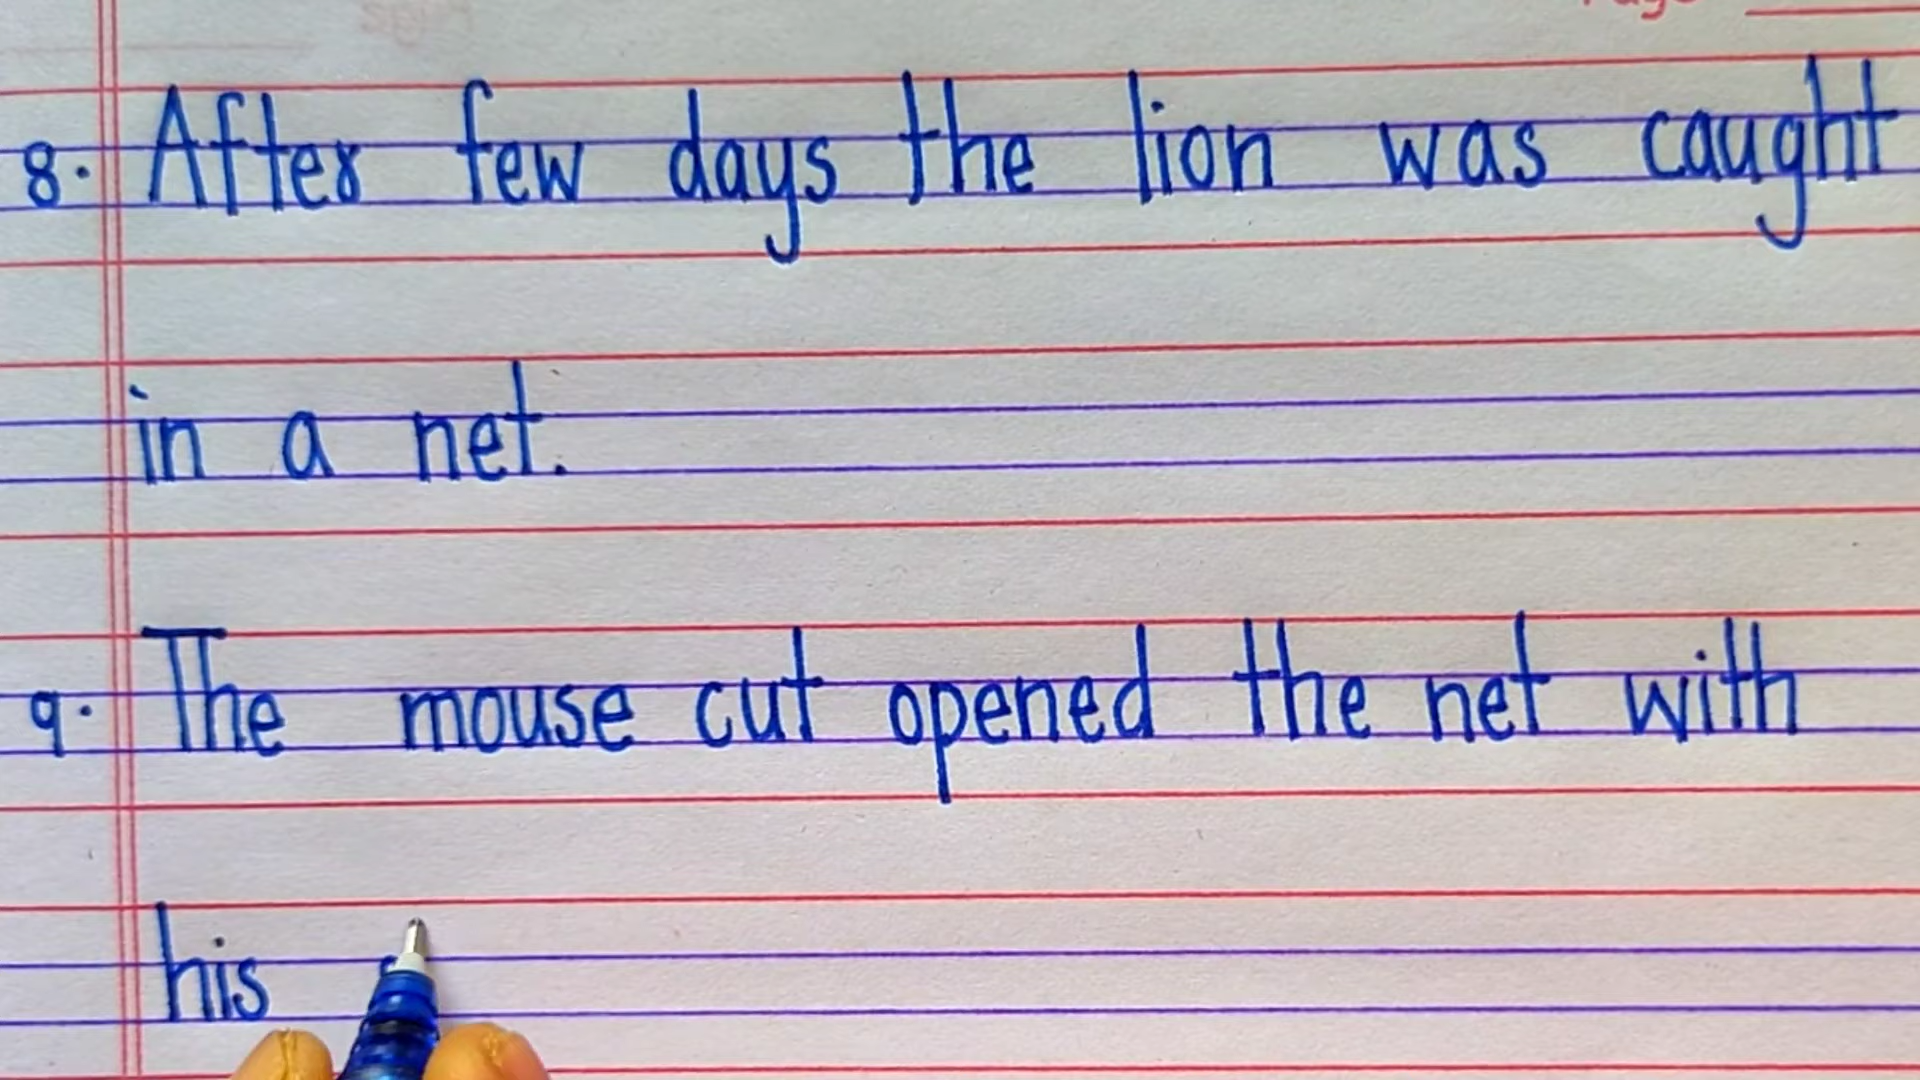 8. After few days the lion was caught
in a net.
9. The mouse cut opened the net with
his